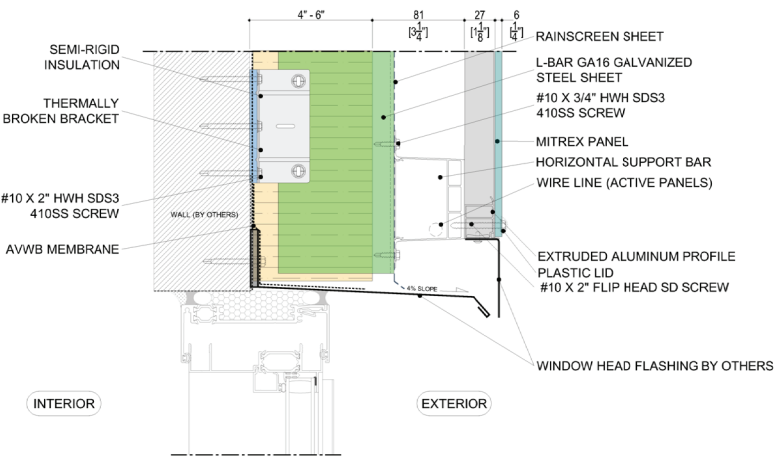 4" - 6"
81
[3 1/4"]
27
[1 1/8"]
6
[1/4"]
SEMI-RIGID
INSULATION
THERMALLY
BROKEN BRACKET
#10 X 2" HWH SDS3
410SS SCREW
WALL (BY OTHERS)
AVWB MEMBRANE
RAINSCREEN SHEET
L-BAR GA16 GALVANIZED
STEEL SHEET
#10 X 3/4" HWH SDS3
410SS SCREW
MITREX PANEL
HORIZONTAL SUPPORT BAR
WIRE LINE (ACTIVE PANELS)
EXTRUDED ALUMINUM PROFILE
PLASTIC LID
#10 X 2" FLIP HEAD SD SCREW
4% SLOPE
WINDOW HEAD FLASHING BY OTHERS
INTERIOR
EXTERIOR